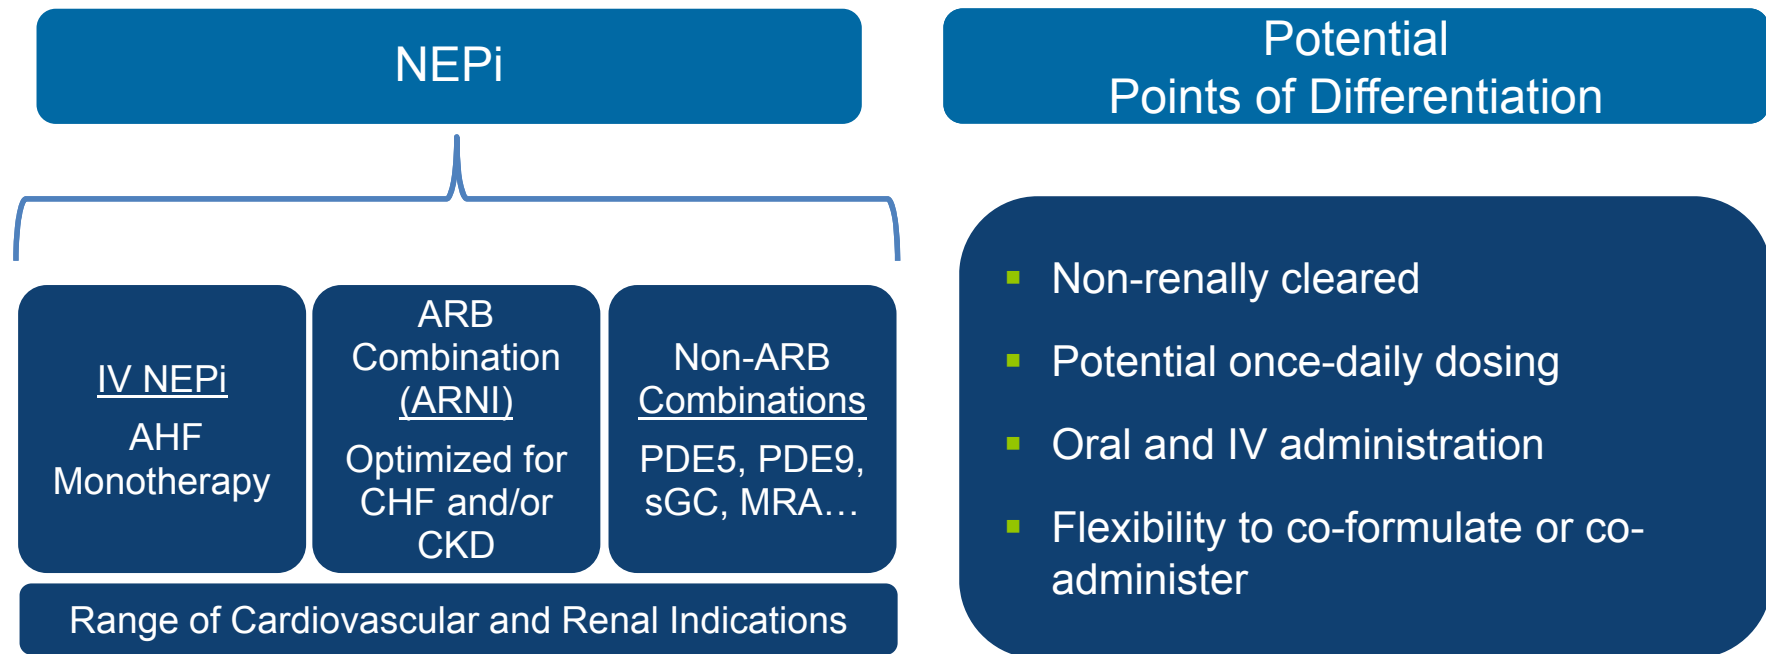 NEPi
Potential
Points of Differentiation
IV NEPi
AHF
Monotherapy
ARB
Combination
(ARNI)
Optimized for
CHF and/or
CKD
Non-ARB
Combinations
PDE5, PDE9,
sGC, MRA…
Range of Cardiovascular and Renal Indications
▪ Non-renally cleared
▪ Potential once-daily dosing
▪ Oral and IV administration
▪ Flexibility to co-formulate or co-
administer